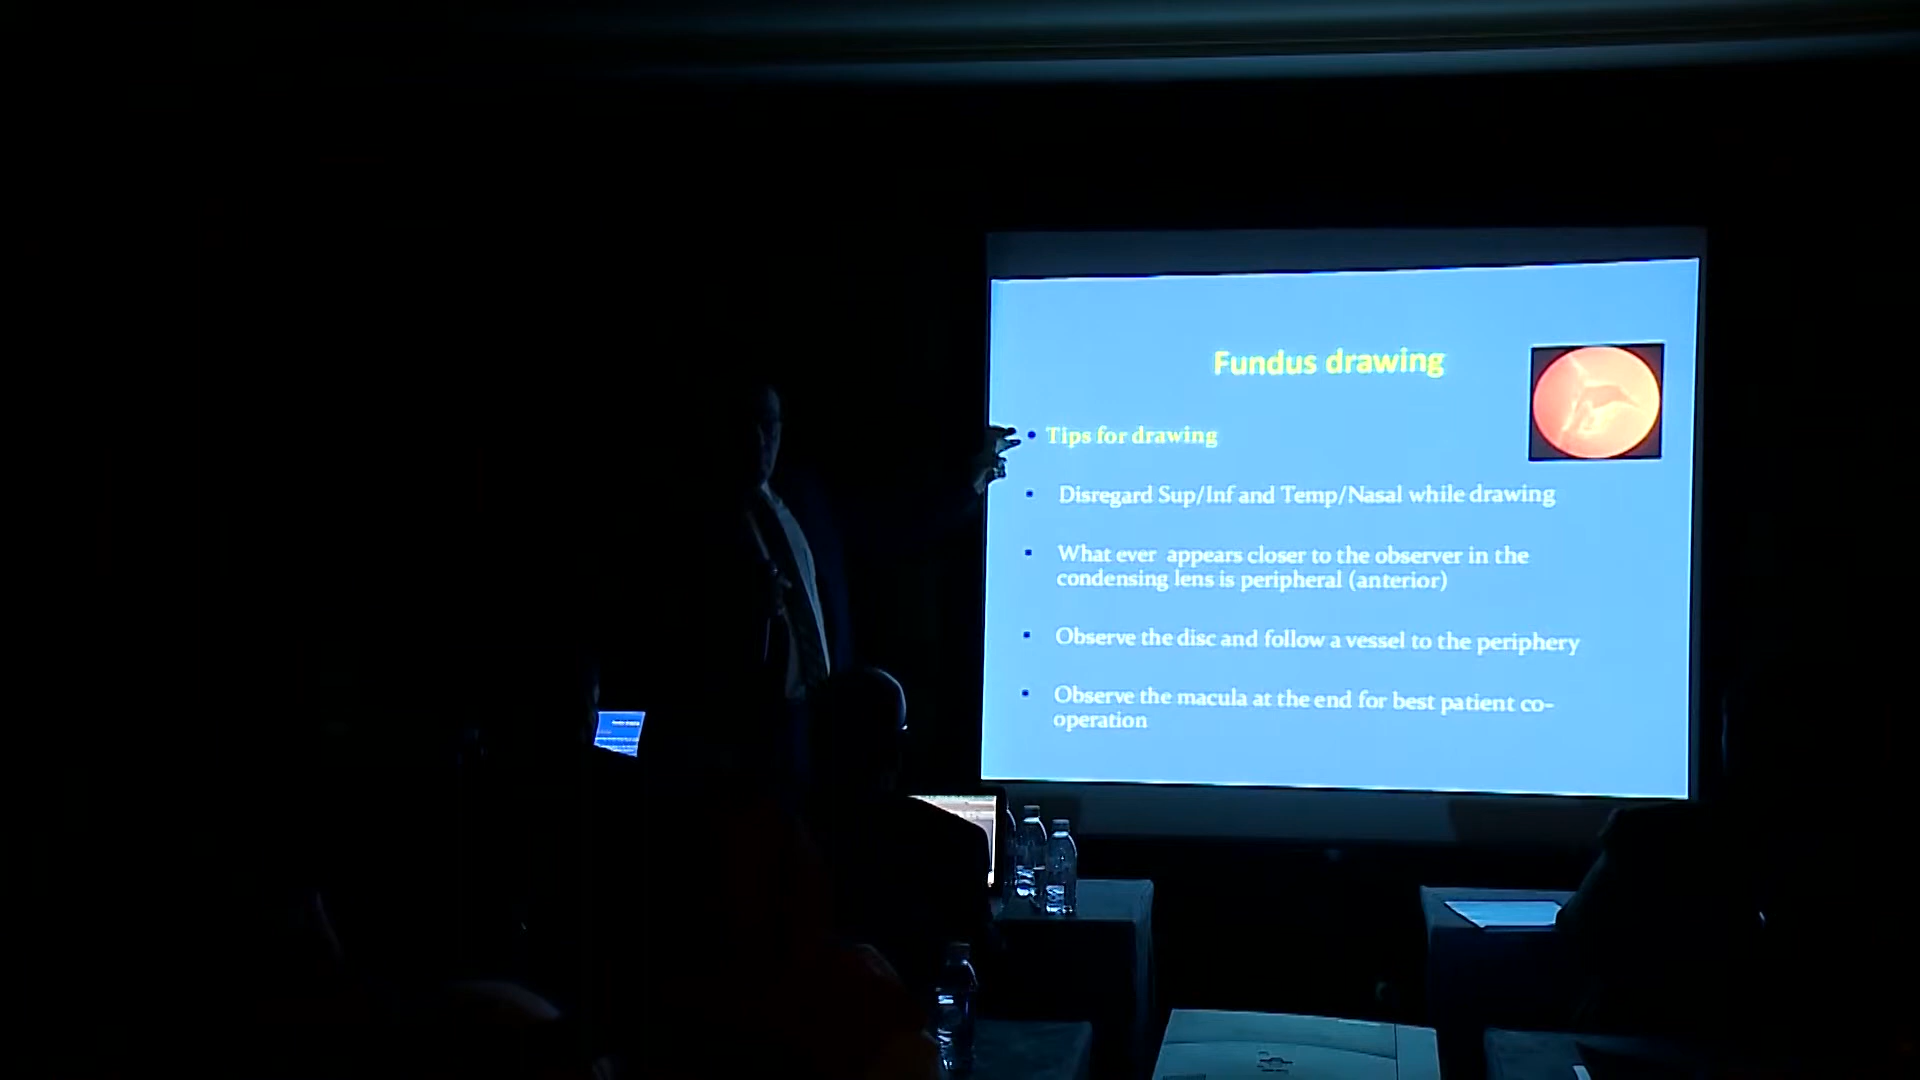 Fundus drawing
Tips for drawing
Disregard Sup/Inf and Temp/Nasal while drawing
What ever appears closer to the observer in the
condensing lens is peripheral (anterior)
Observe the disc and follow a vessel to the periphery
Observe the macula at the end for best patient co-
operation